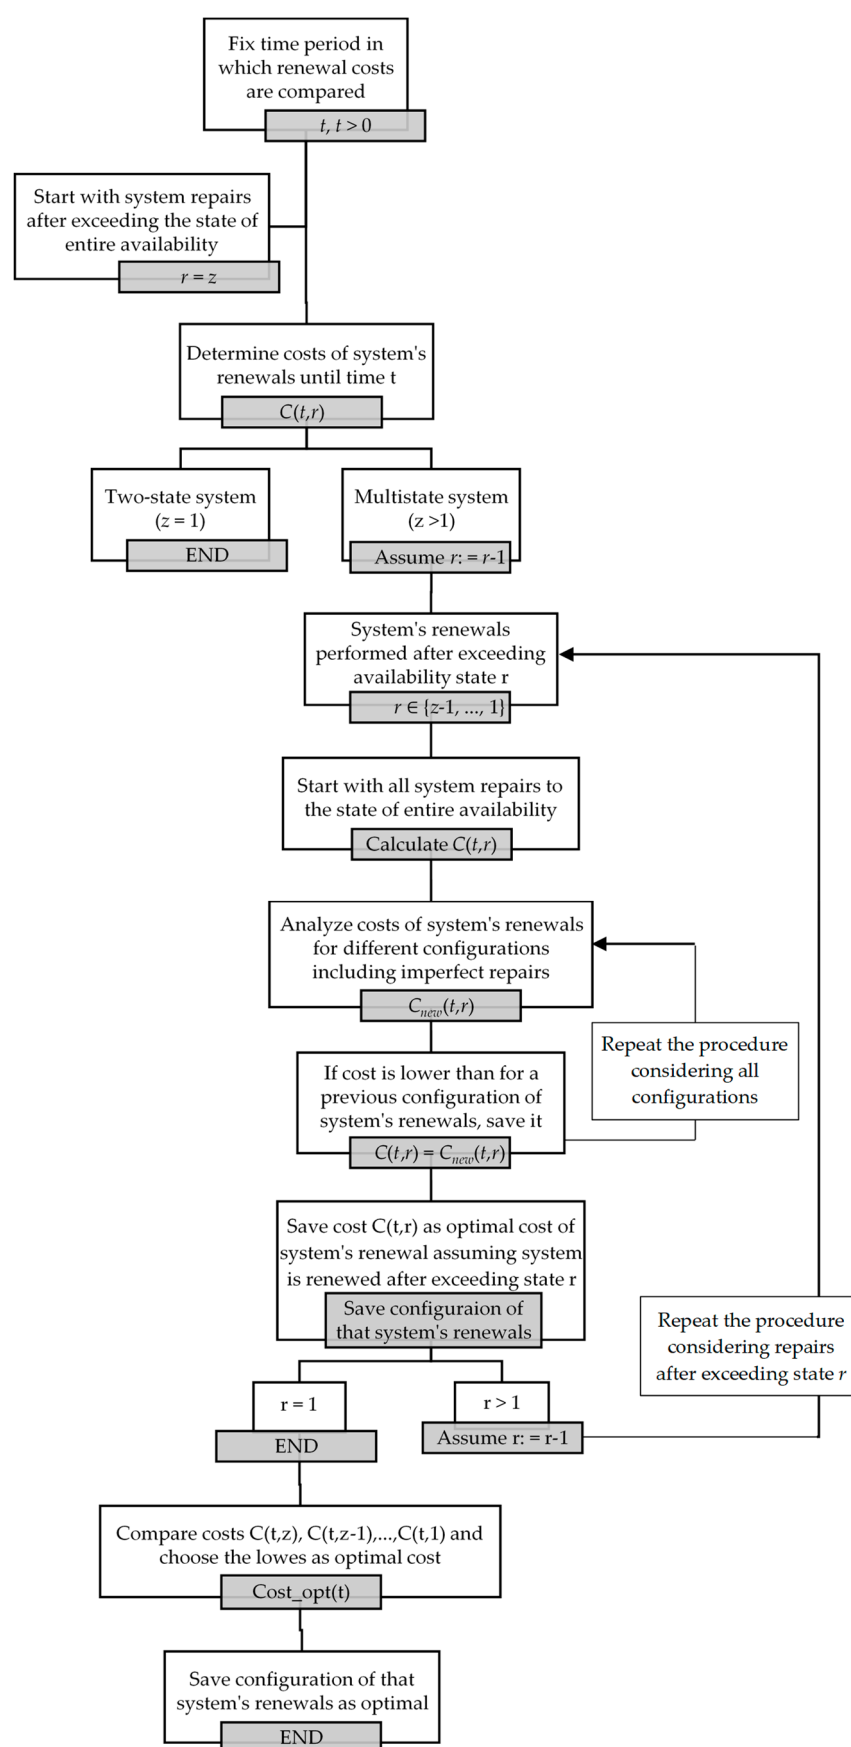 Fix time period in
which renewal costs
are compared
t, t > 0
Start with system repairs
after exceeding the state of
entire availability
r = z
Determine costs of system's
renewals until time t
C(t,r)
Two-state system
(z = 1)
END
Multistate system
(z >1)
Assume r: = r-1
System's renewals
performed after exceeding
availability state r
r ∈ {z-1, ..., 1}
Start with all system repairs to
the state of entire availability
Calculate C(t,r)
Analyze costs of system's renewals
for different configurations
including imperfect repairs
Cnew(t,r)
Repeat the procedure
considering all
configurations
If cost is lower than for a
previous configuration of
system's renewals, save it
C(t,r) = Cnew(t,r)
Save cost C(t,r) as optimal cost of
system's renewal assuming system
is renewed after exceeding state r
Save configuraion of
that system's renewals
Repeat the procedure
considering repairs
after exceeding state r
r = 1
END
r > 1
Assume r: = r-1
Compare costs C(t,z), C(t,z-1),...,C(t,1) and
choose the lowes as optimal cost
Cost_opt(t)
Save configuration of that
system's renewals as optimal
END